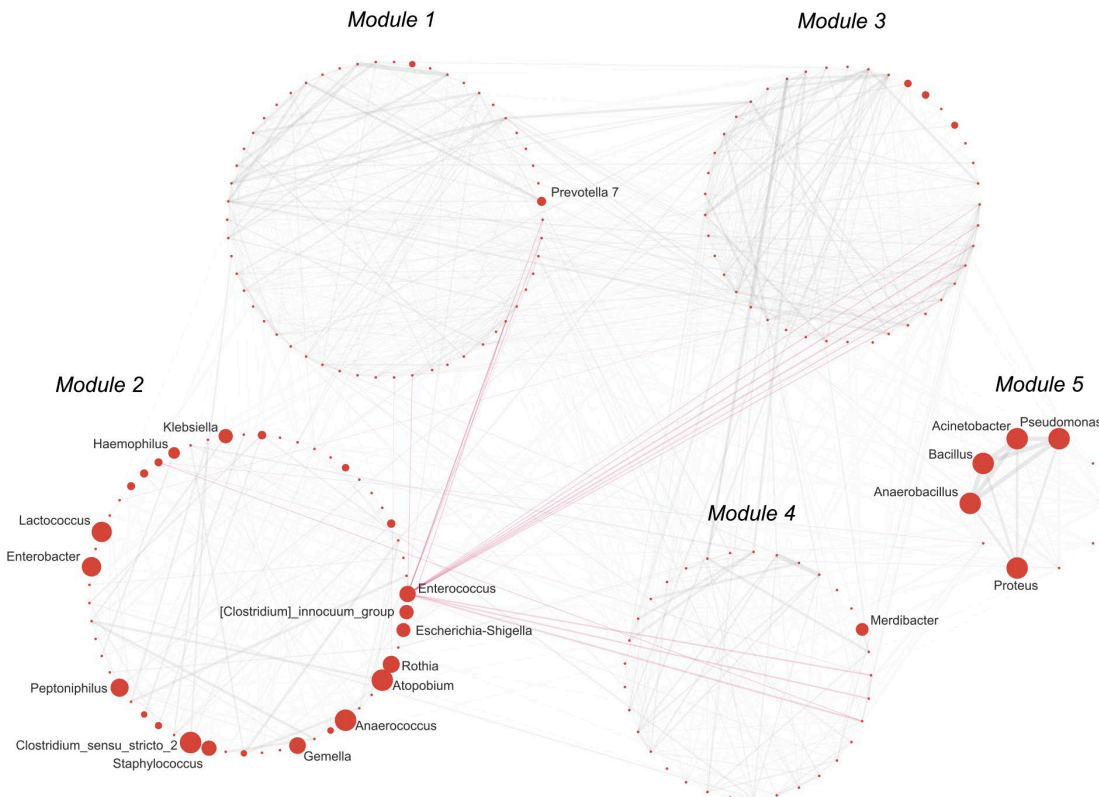 Module 1
Module 3
Prevotella 7
Module 2
Module 5
Klebsiella
Haemophilus
Acinetobacter
Pseudomonas
Bacillus
Anaerobacillus
Lactococcus
Enterobacter
Module 4
Proteus
Enterococcus
[Clostridium]_innocuum_group
Escherichia-Shigella
Merdibacter
Rothia
Atopobium
Peptoniphilus
Anaerococcus
Clostridium_sensu_stricto_2
Staphylococcus
Gemella